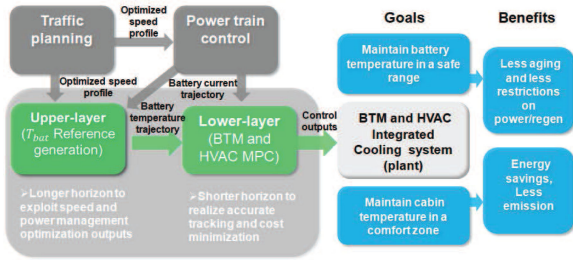 Traffic
planning
Optimized
speed
profile
Power train
control
Optimized speed
profile
Battery current
trajectory
Upper-layer
(T_bat Reference
generation)
Battery
temperature
trajectory
Lower-layer
(BTM and
HVAC MPC)
Control
outputs
➢Longer horizon to
exploit speed and
power management
optimization outputs
➢Shorter horizon to
realize accurate
tracking and cost
minimization
Goals
Maintain battery
temperature in a safe
range
BTM and HVAC
Integrated
Cooling system
(plant)
Maintain cabin
temperature in a
comfort zone
Benefits
Less aging
and less
restrictions
on
power/regen
Energy
savings,
Less
emission